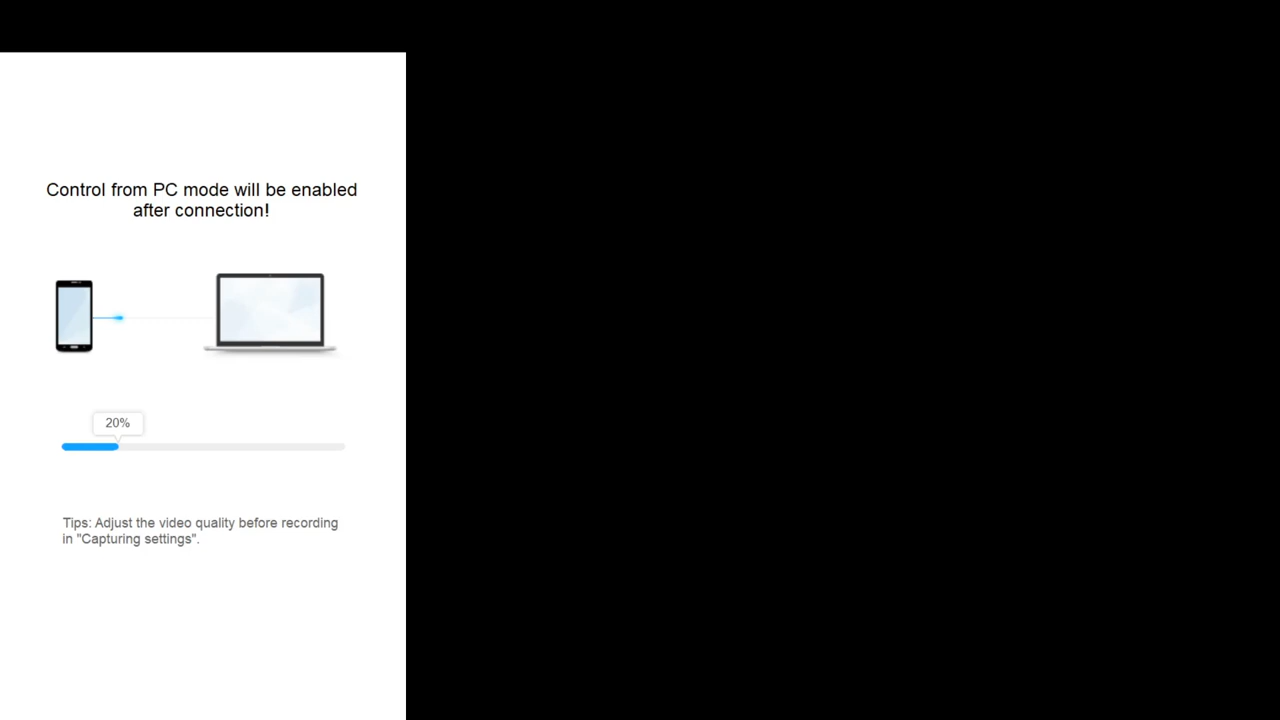 Control from PC mode will be enabled
after connection!
20%
Tips: Adjust the video quality before recording
in "Capturing settings".